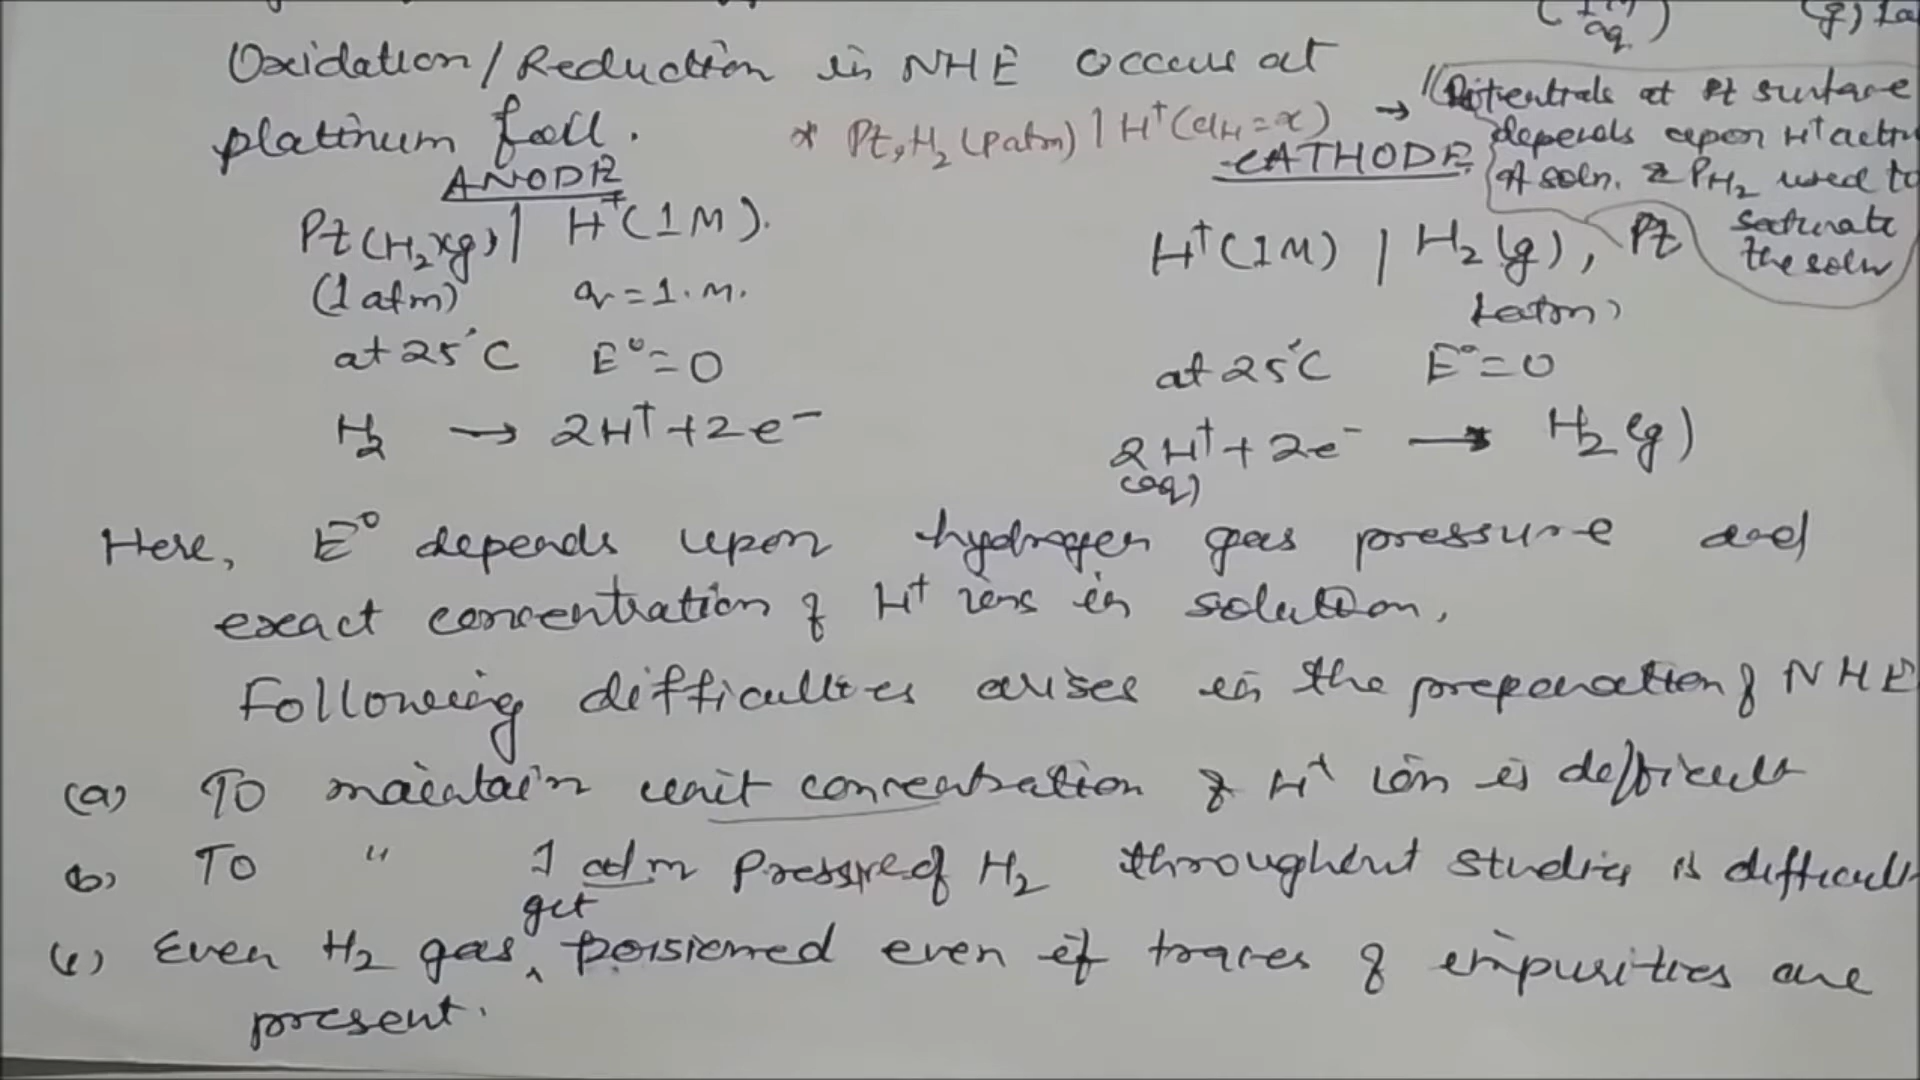 (1M) aq. (g) 1a
Oxidation/Reduction in NHE occurs at
platinum foil.
* Pt, H₂ (P atm) | H⁺ (aH = x) →
Potentials at Pt surface
depends upon H⁺ activ
of soln. & PH₂ used to
saturate
the soln
ANODE
Pt (H₂)(g) | H⁺ (1M).
(1 atm) a = 1.M.
at 25°C E° = 0
H₂ → 2H⁺ + 2e⁻
CATHODE
H⁺ (1M) | H₂ (g), Pt
1 atm)
at 25°C E° = 0
2H⁺ + 2e⁻ → H₂ (g)
(aq)
Here, E° depends upon hydrogen gas pressure and
exact concentration of H⁺ ions in solution.
Following difficulties arises in the preparation of NHE
(a) To maintain unit concentration of H⁺ ion is difficult
(b) To " 1 atm Pressure of H₂ throughout studies is difficult
(c) Even H₂ gas get poisioned even if traces of impurities are
present.